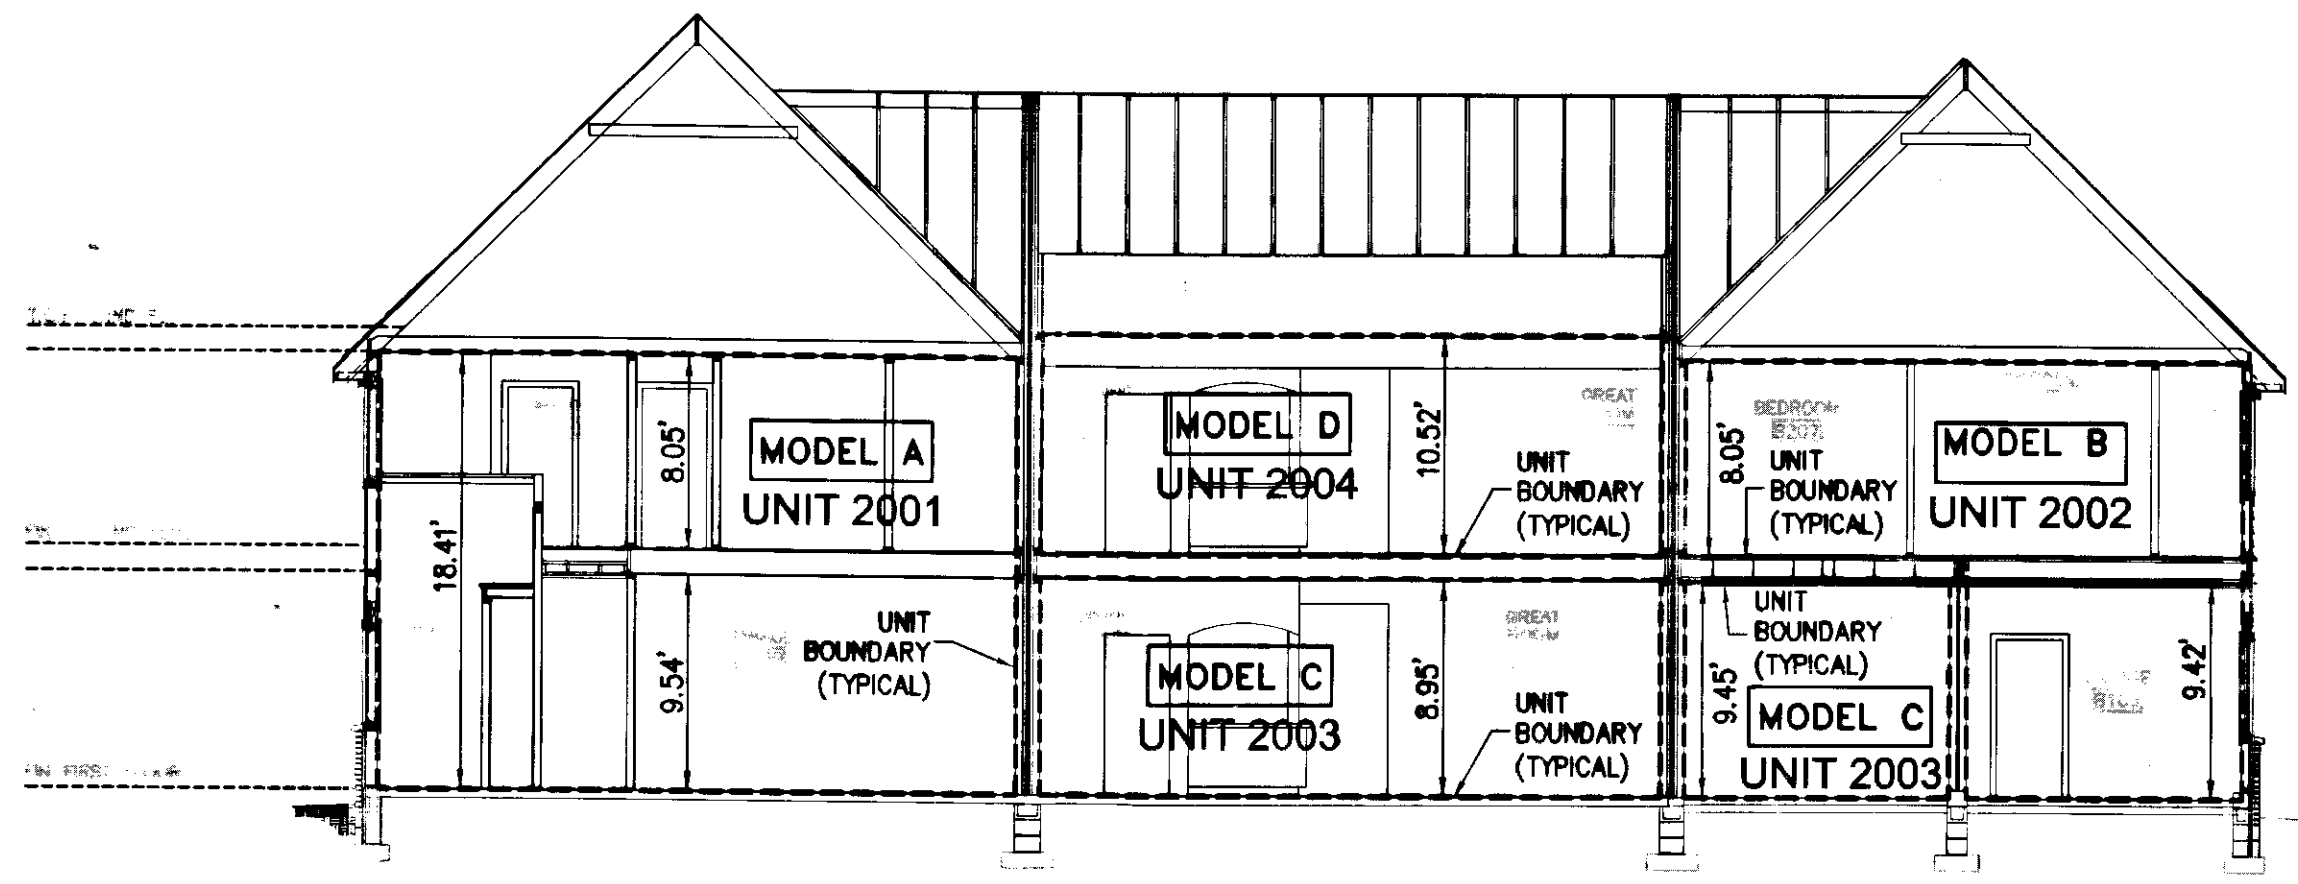 MODEL A
UNIT 2001
8.05'
18.41'
9.54'
UNIT
BOUNDARY
(TYPICAL)
MODEL D
UNIT 2004
10.52'
GREAT
UNIT
BOUNDARY
(TYPICAL)
MODEL C
UNIT 2003
8.95'
GREAT
UNIT
BOUNDARY
(TYPICAL)
BEDROOM
8.05'
UNIT
BOUNDARY
(TYPICAL)
MODEL B
UNIT 2002
UNIT
BOUNDARY
(TYPICAL)
9.45'
MODEL C
UNIT 2003
9.42'
FIRST